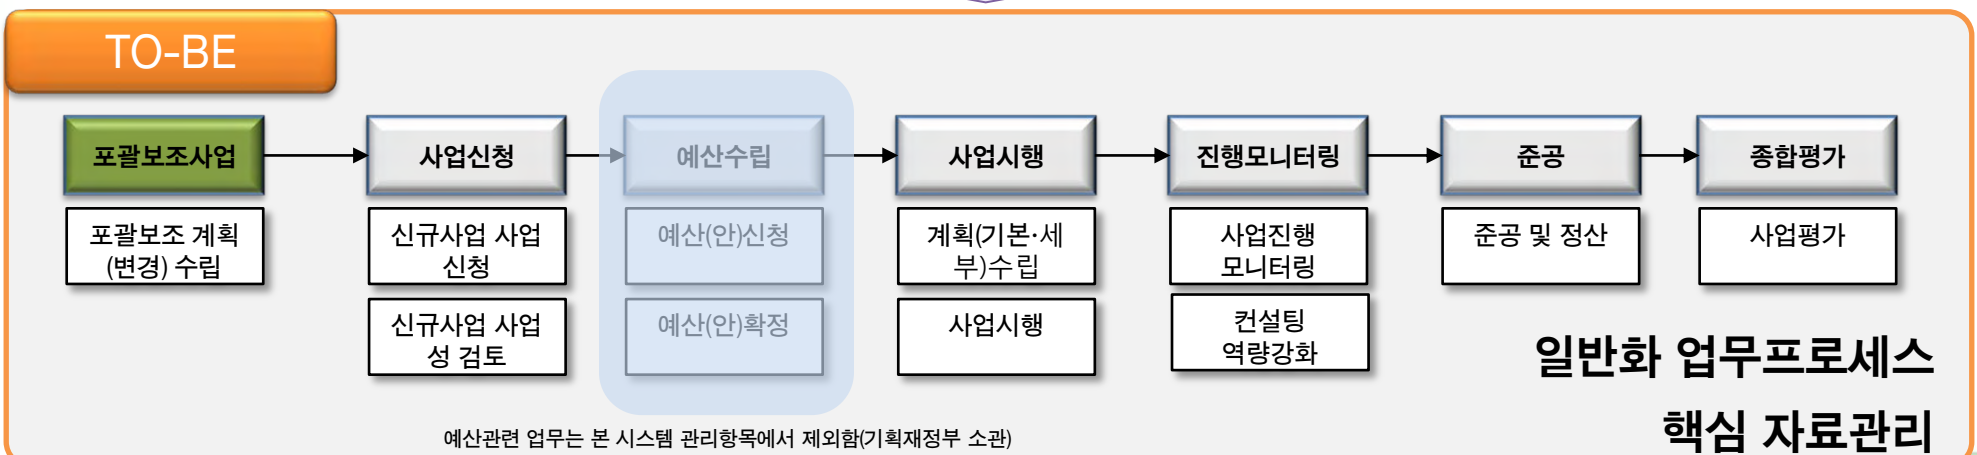 TO-BE
포괄보조사업
사업신청
예산수립
사업시행
진행모니터링
준공
종합평가
포괄보조 계획
(변경) 수립
신규사업 사업
신청
예산(안)신청
계획(기본·세
부)수립
사업진행
모니터링
준공 및 정산
사업평가
신규사업 사업
성 검토
예산(안)확정
사업시행
컨설팅
역량강화
일반화 업무프로세스
핵심 자료관리
예산관련 업무는 본 시스템 관리항목에서 제외함(기획재정부 소관)